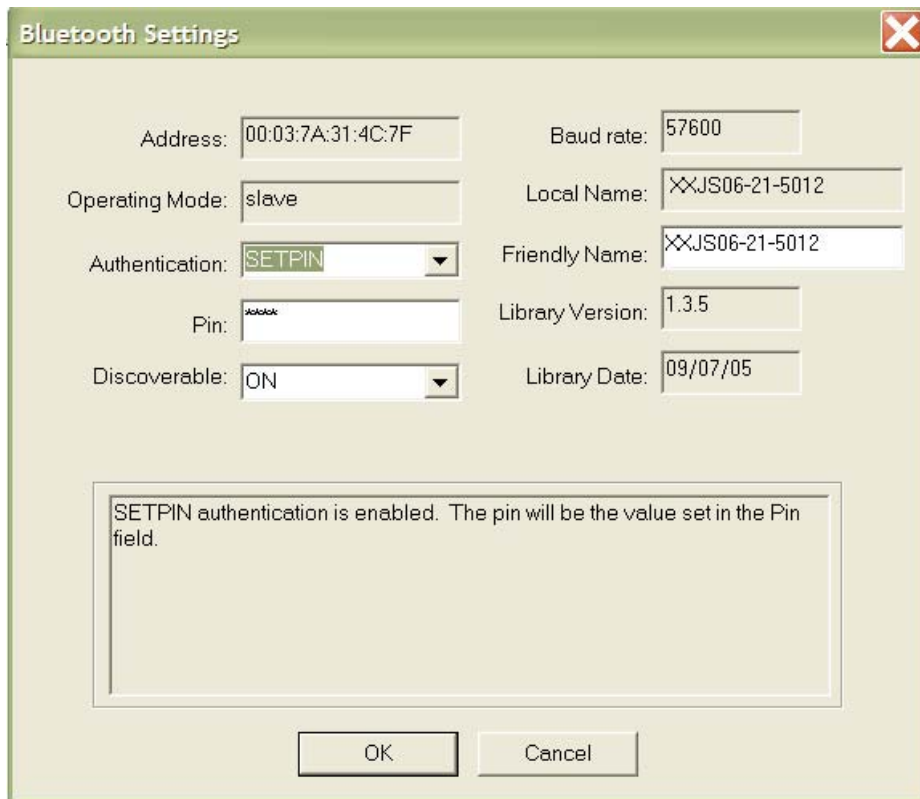 Bluetooth Settings
Address: 00:03:7A:31:4C:7F
Operating Mode: slave
Authentication: SETPIN
Pin: ****
Discoverable: ON
Baud rate: 57600
Local Name: XXJS06-21-5012
Friendly Name: XXJS06-21-5012
Library Version: 1.3.5
Library Date: 09/07/05
SETPIN authentication is enabled. The pin will be the value set in the Pin
field.
OK
Cancel